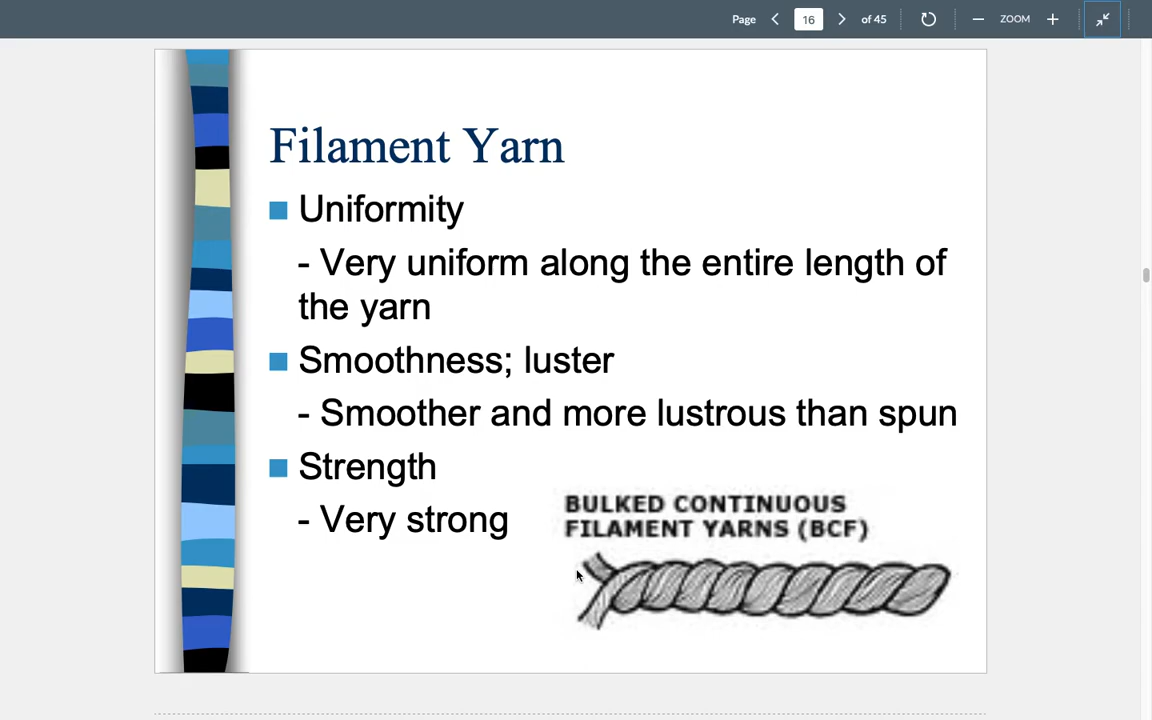 Page 16 of 45 ZOOM
Filament Yarn
Uniformity
- Very uniform along the entire length of
the yarn
Smoothness; luster
- Smoother and more lustrous than spun
Strength
- Very strong
BULKED CONTINUOUS
FILAMENT YARNS (BCF)